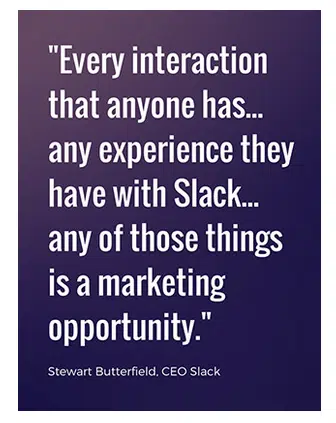 "Every interaction
that anyone has...
any experience they
have with Slack...
any of those things
is a marketing
opportunity."
Stewart Butterfield, CEO Slack